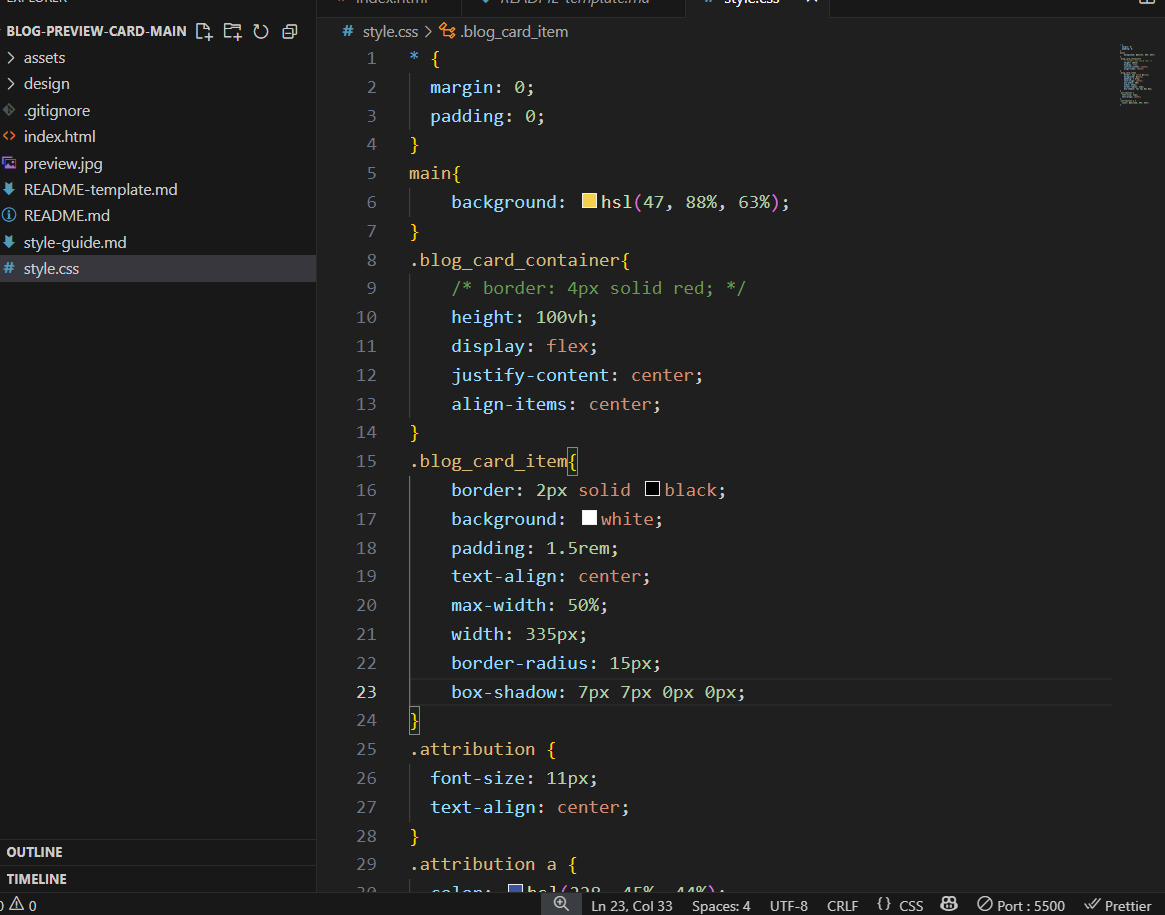 EXPLORER
index.html
README-template.md
style.css
BLOG-PREVIEW-CARD-MAIN
assets
design
.gitignore
index.html
preview.jpg
README-template.md
README.md
style-guide.md
# style.css
OUTLINE
TIMELINE
# style.css > .blog_card_item
1 * {
2 margin: 0;
3 padding: 0;
4 }
5 main{
6 background: hsl(47, 88%, 63%);
7 }
8 .blog_card_container{
9 /* border: 4px solid red; */
10 height: 100vh;
11 display: flex;
12 justify-content: center;
13 align-items: center;
14 }
15 .blog_card_item{
16 border: 2px solid black;
17 background: white;
18 padding: 1.5rem;
19 text-align: center;
20 max-width: 50%;
21 width: 335px;
22 border-radius: 15px;
23 box-shadow: 7px 7px 0px 0px;
24 }
25 .attribution {
26 font-size: 11px;
27 text-align: center;
28 }
29 .attribution a {
30 color: hsl(228, 45%, 44%);
0 0 Ln 23, Col 33 Spaces: 4 UTF-8 CRLF {} CSS Port : 5500 Prettier